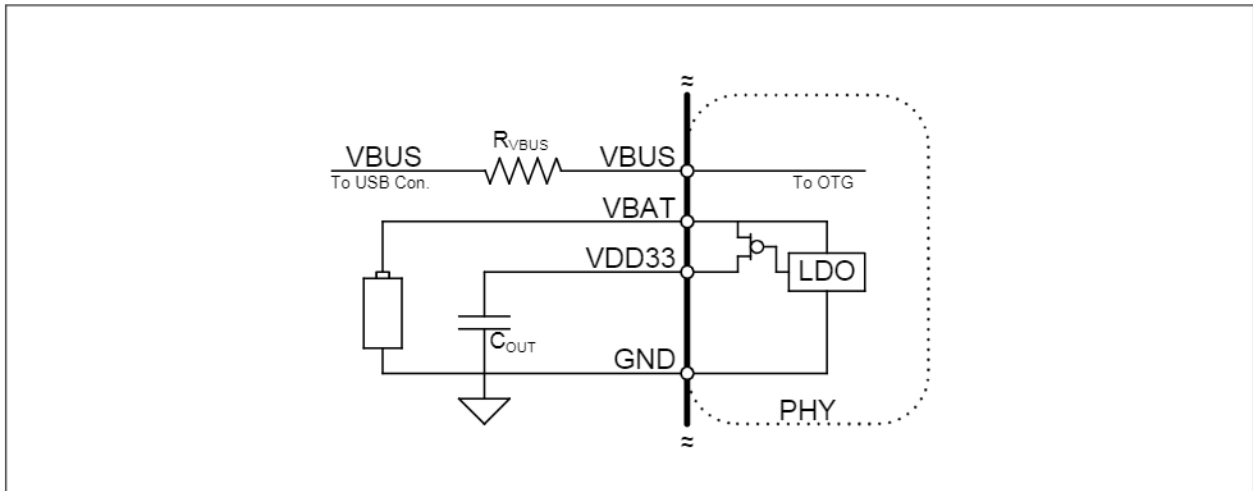 RVBUS
VBUS
VBUS
To USB Con.
To OTG
VBAT
VDD33
LDO
COUT
GND
PHY